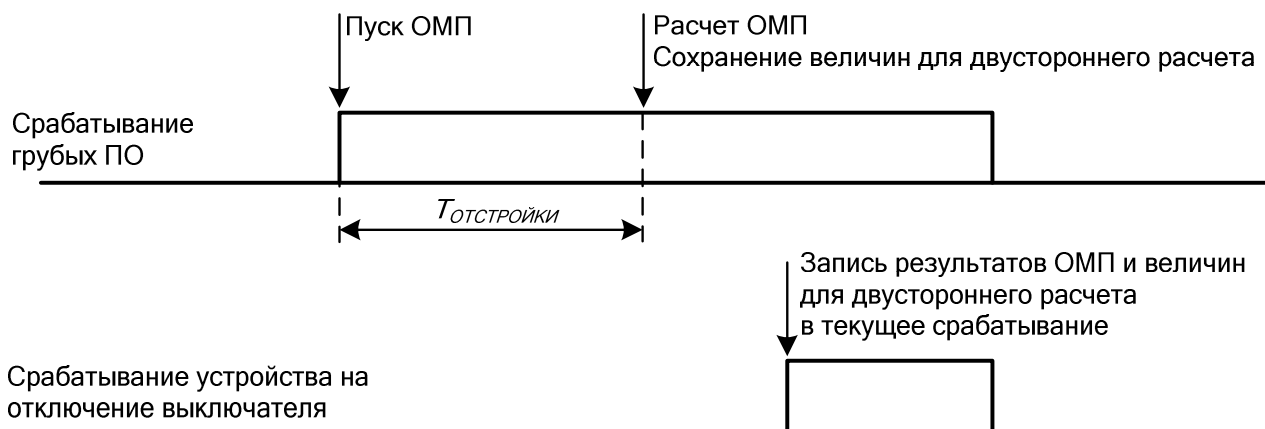 Пуск ОМП
Расчет ОМП
Сохранение величин для двустороннего расчета
Срабатывание
грубых ПО
TОТСТРОЙКИ
Запись результатов ОМП и величин
для двустороннего расчета
в текущее срабатывание
Срабатывание устройства на
отключение выключателя